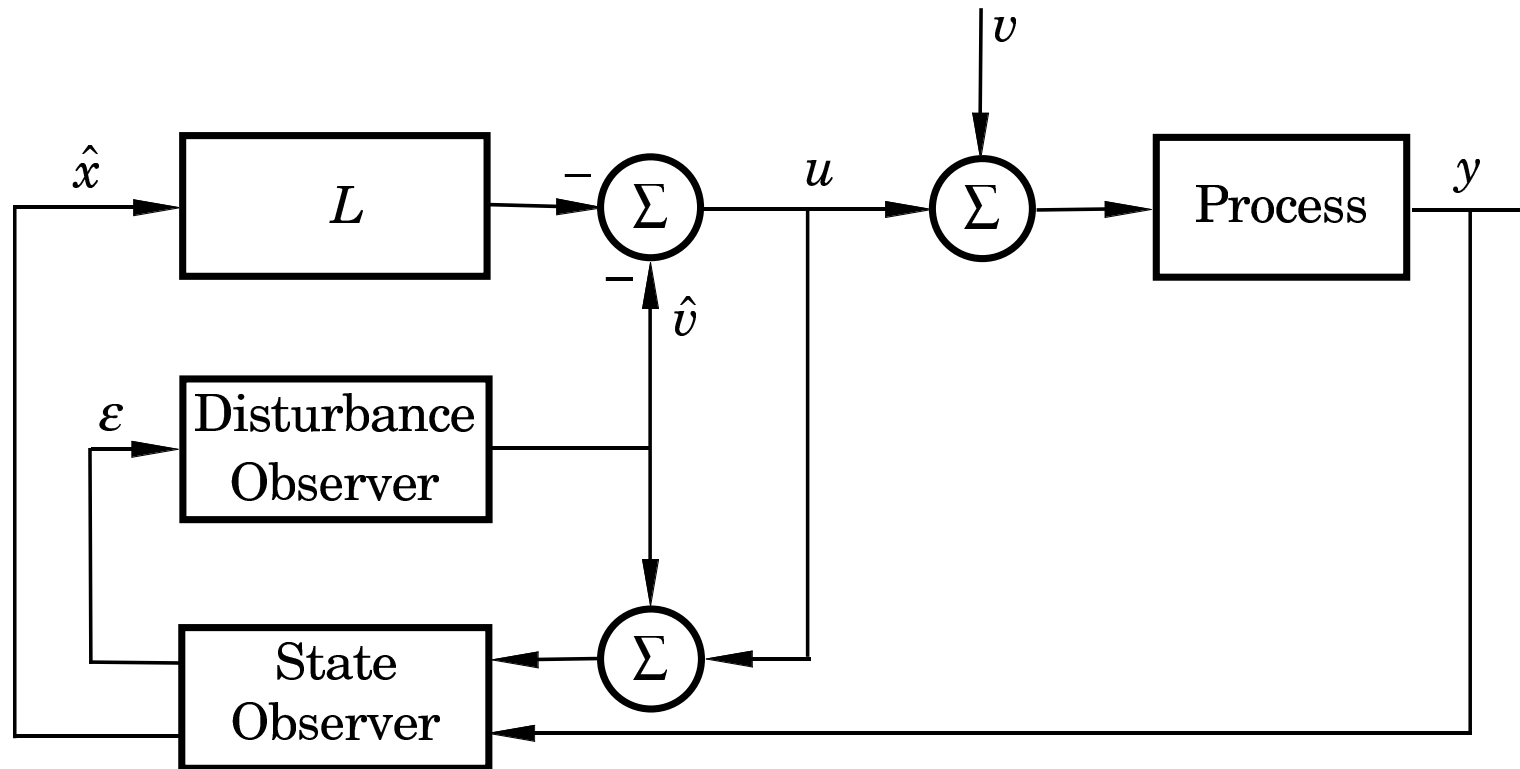 v
x̂
L
−
Σ
u
Σ
Process
y
−
v̂
ε
Disturbance
Observer
State
Observer
Σ